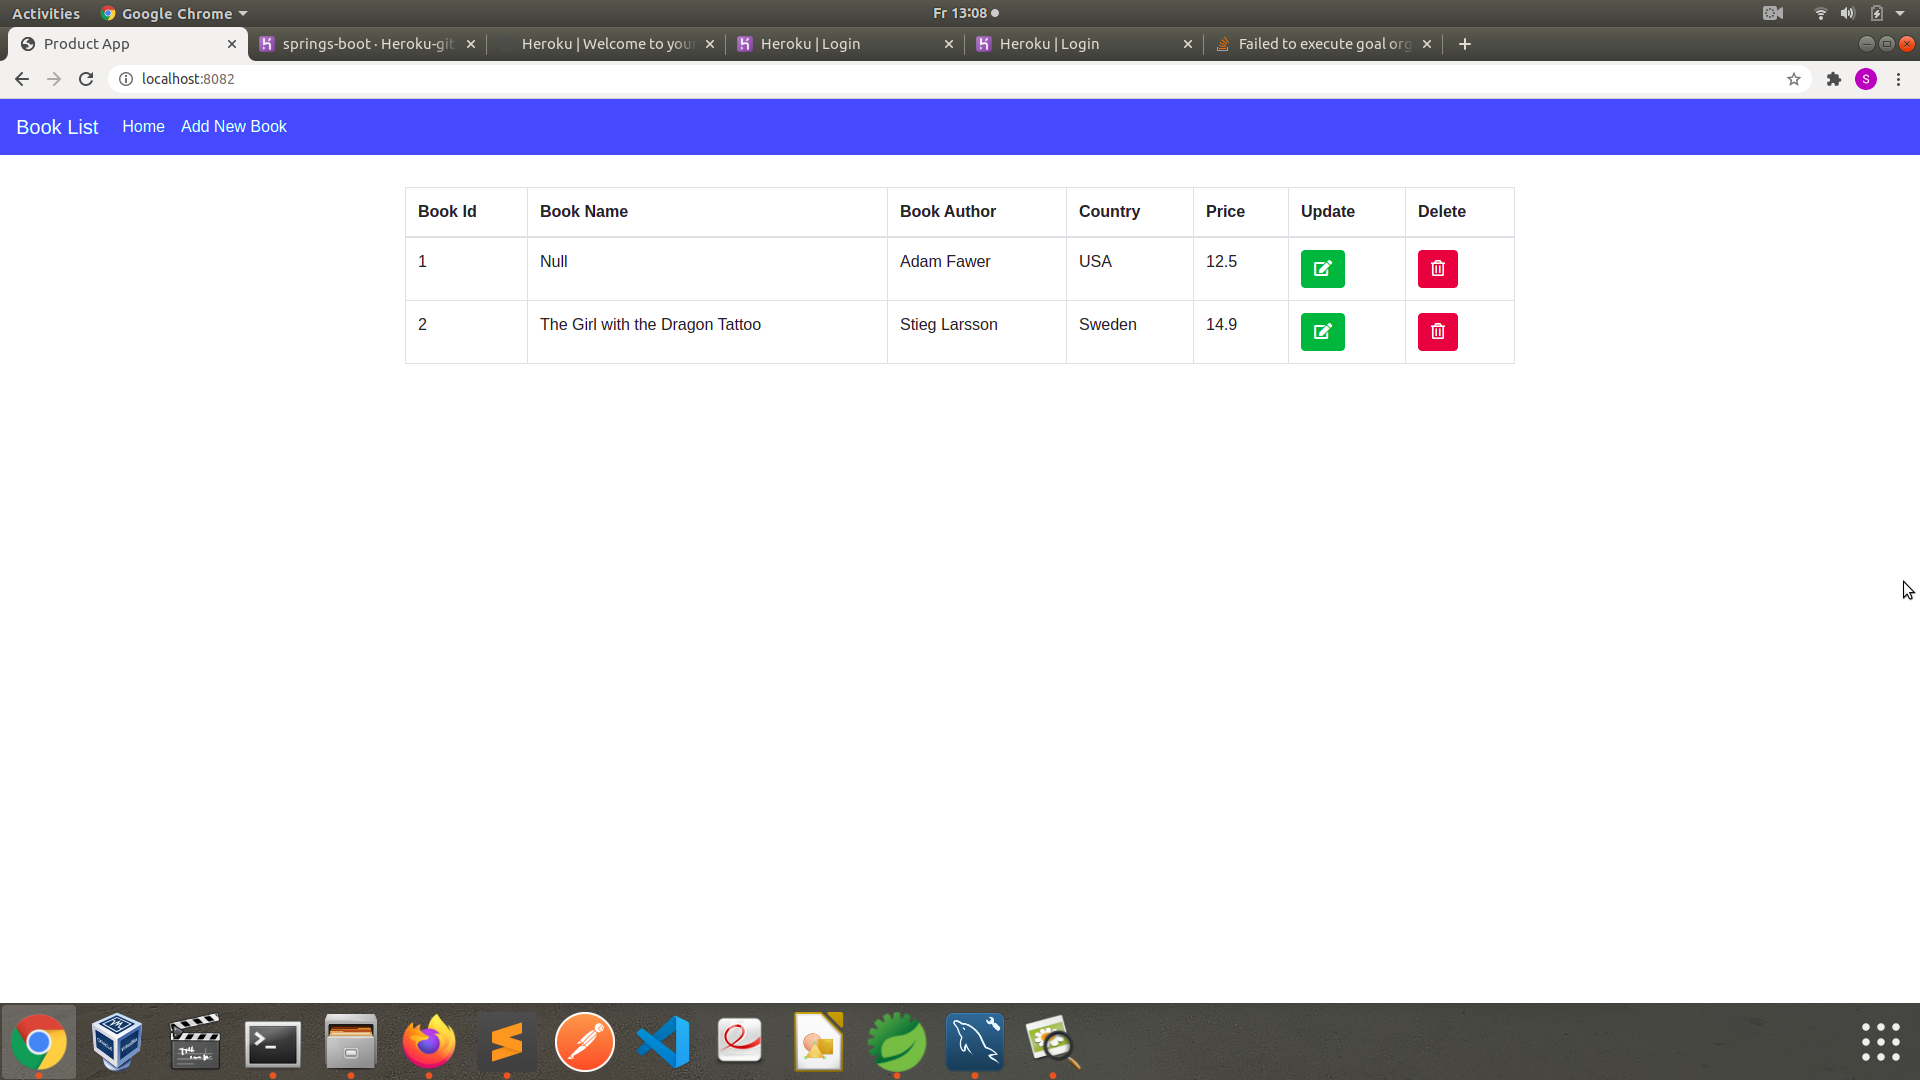 Activities Google Chrome Fr 13:08
Product App springs-boot · Heroku-git Heroku | Welcome to your Heroku | Login Heroku | Login Failed to execute goal org
localhost:8082 S
Book List Home Add New Book
Book Id Book Name Book Author Country Price Update Delete
1 Null Adam Fawer USA 12.5
2 The Girl with the Dragon Tattoo Stieg Larsson Sweden 14.9